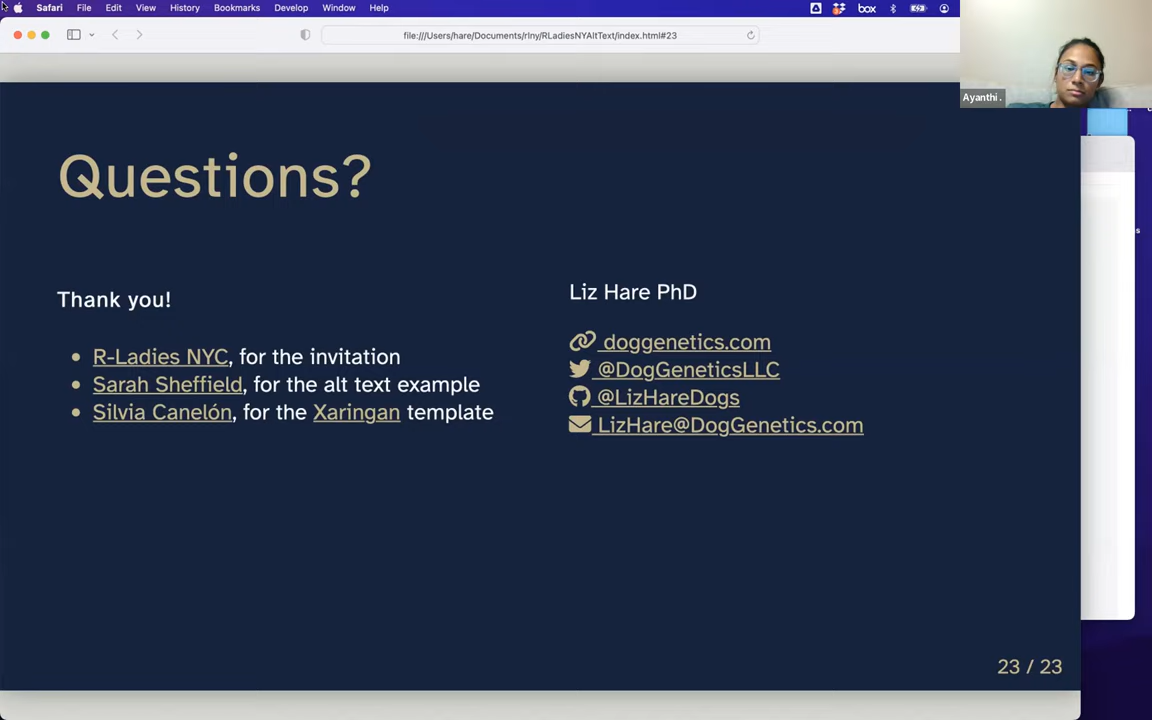 Safari File Edit View History Bookmarks Develop Window Help
box
file:///Users/hare/Documents/rlny/RLadiesNYAltText/index.html#23
Ayanthi .
Questions?
Thank you!
R-Ladies NYC, for the invitation
Sarah Sheffield, for the alt text example
Silvia Canelón, for the Xaringan template
Liz Hare PhD
doggenetics.com
@DogGeneticsLLC
@LizHareDogs
LizHare@DogGenetics.com
23 / 23